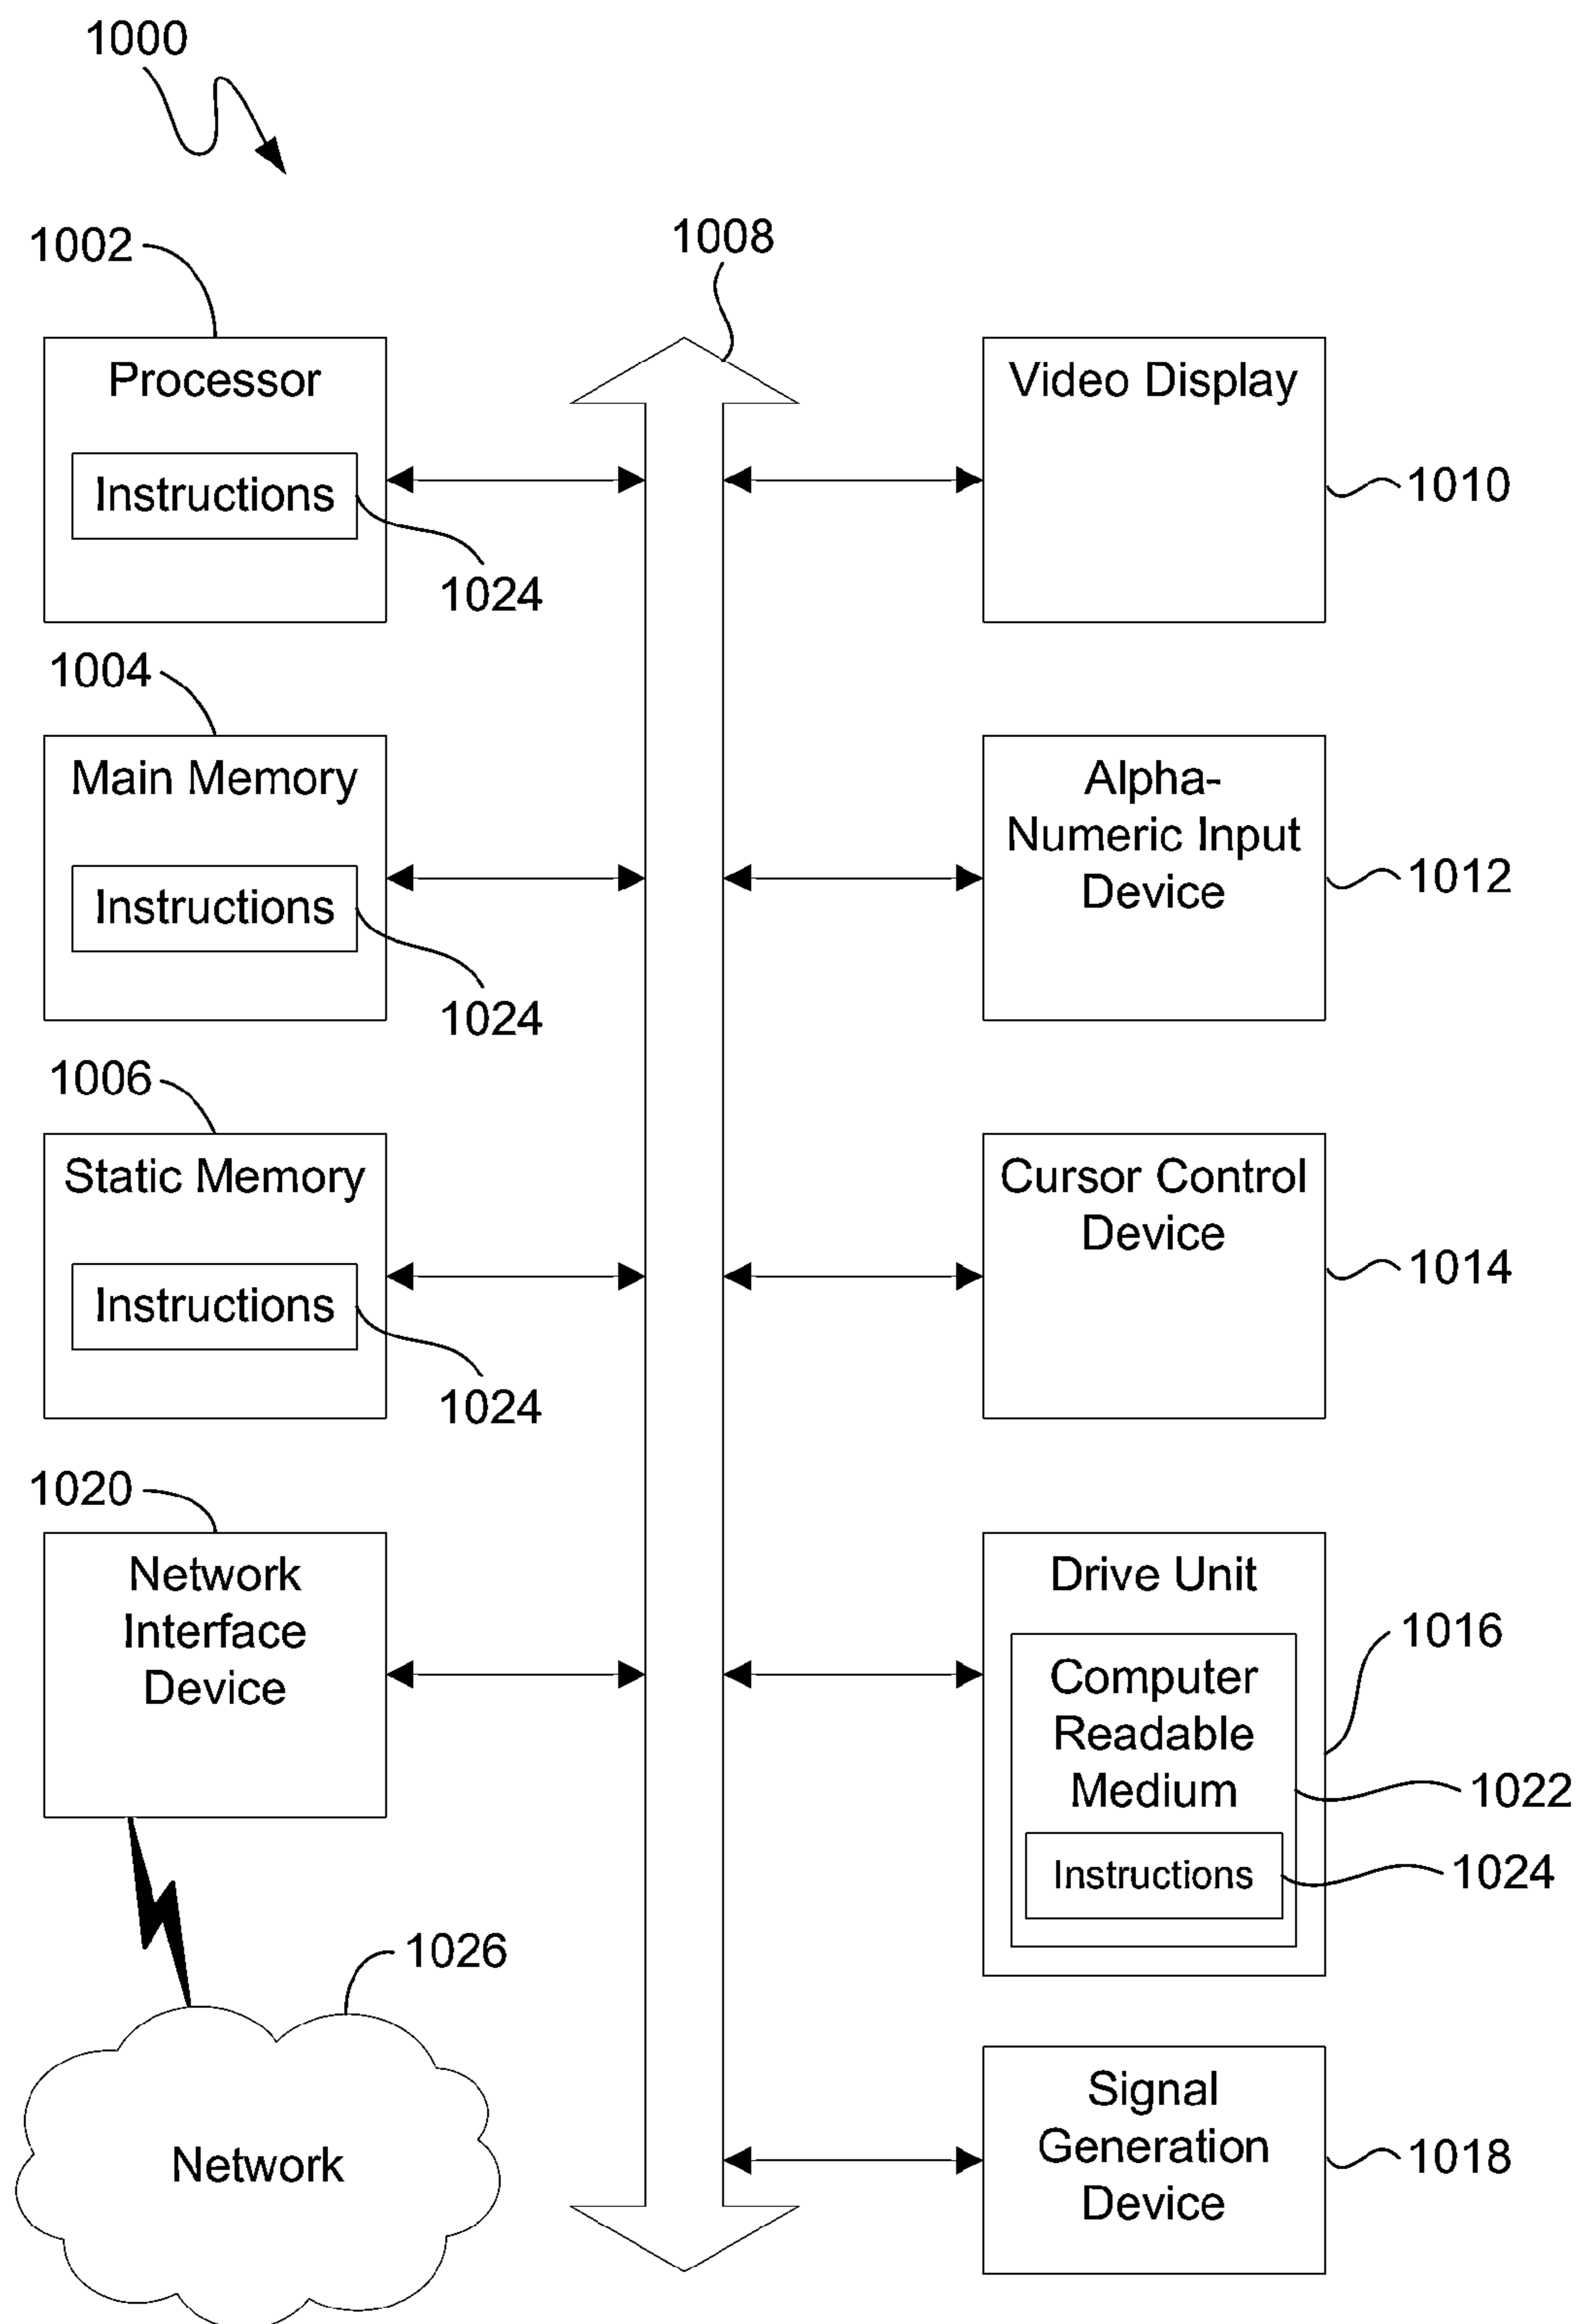 1000
1002
1008
Processor
Instructions
1024
Video Display
1010
1004
Main Memory
Instructions
1024
Alpha-
Numeric Input
Device
1012
1006
Static Memory
Instructions
1024
Cursor Control
Device
1014
1020
Network
Interface
Device
Drive Unit
1016
Computer
Readable
Medium
1022
Instructions
1024
1026
Network
Signal
Generation
Device
1018